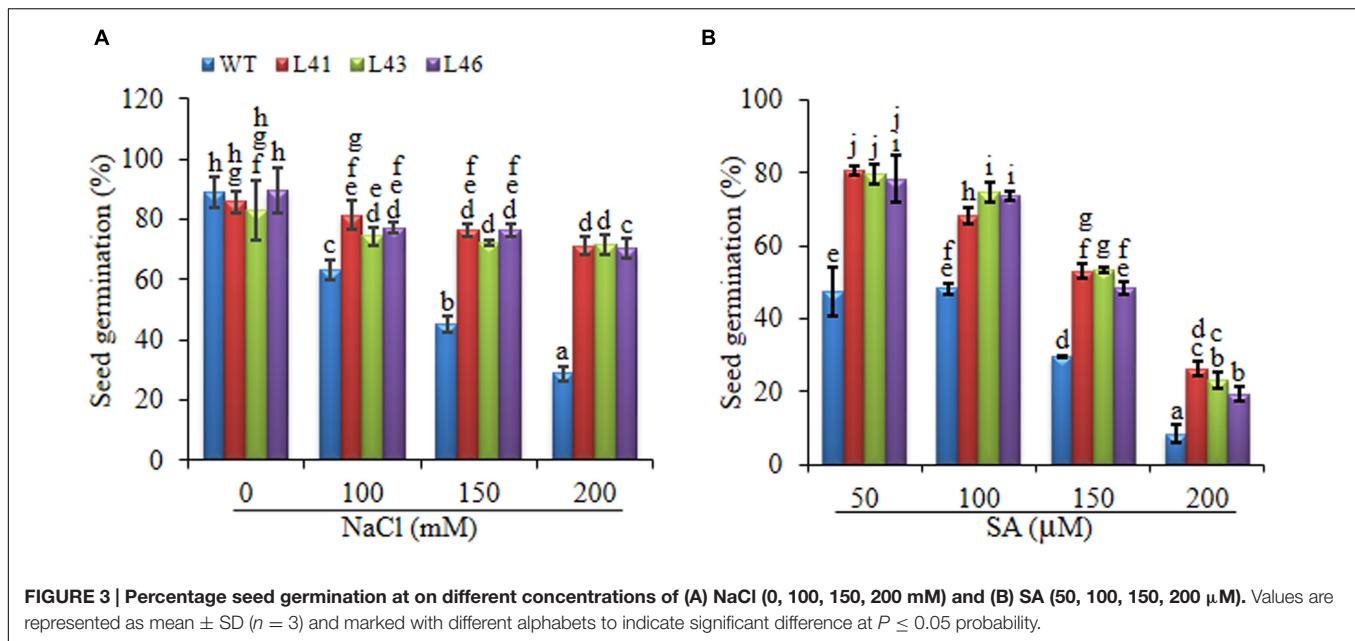 A
WT L41 L43 L46
Seed germination (%)
120
100
80
60
40
20
0
h
h
g
h
g
f
h
c
g
f
e
e
d
f
e
d
b
f
e
d
d
f
e
d
a
d
d
c
0 100 150 200
NaCl (mM)
B
Seed germination (%)
100
80
60
40
20
0
e
j
j
j
i
f
e
h
i
i
d
g
f
g
f
e
a
d
c
c
b
b
50 100 150 200
SA (μM)
FIGURE 3 | Percentage seed germination at on different concentrations of (A) NaCl (0, 100, 150, 200 mM) and (B) SA (50, 100, 150, 200 μM). Values are
represented as mean ± SD (n = 3) and marked with different alphabets to indicate significant difference at P ≤ 0.05 probability.